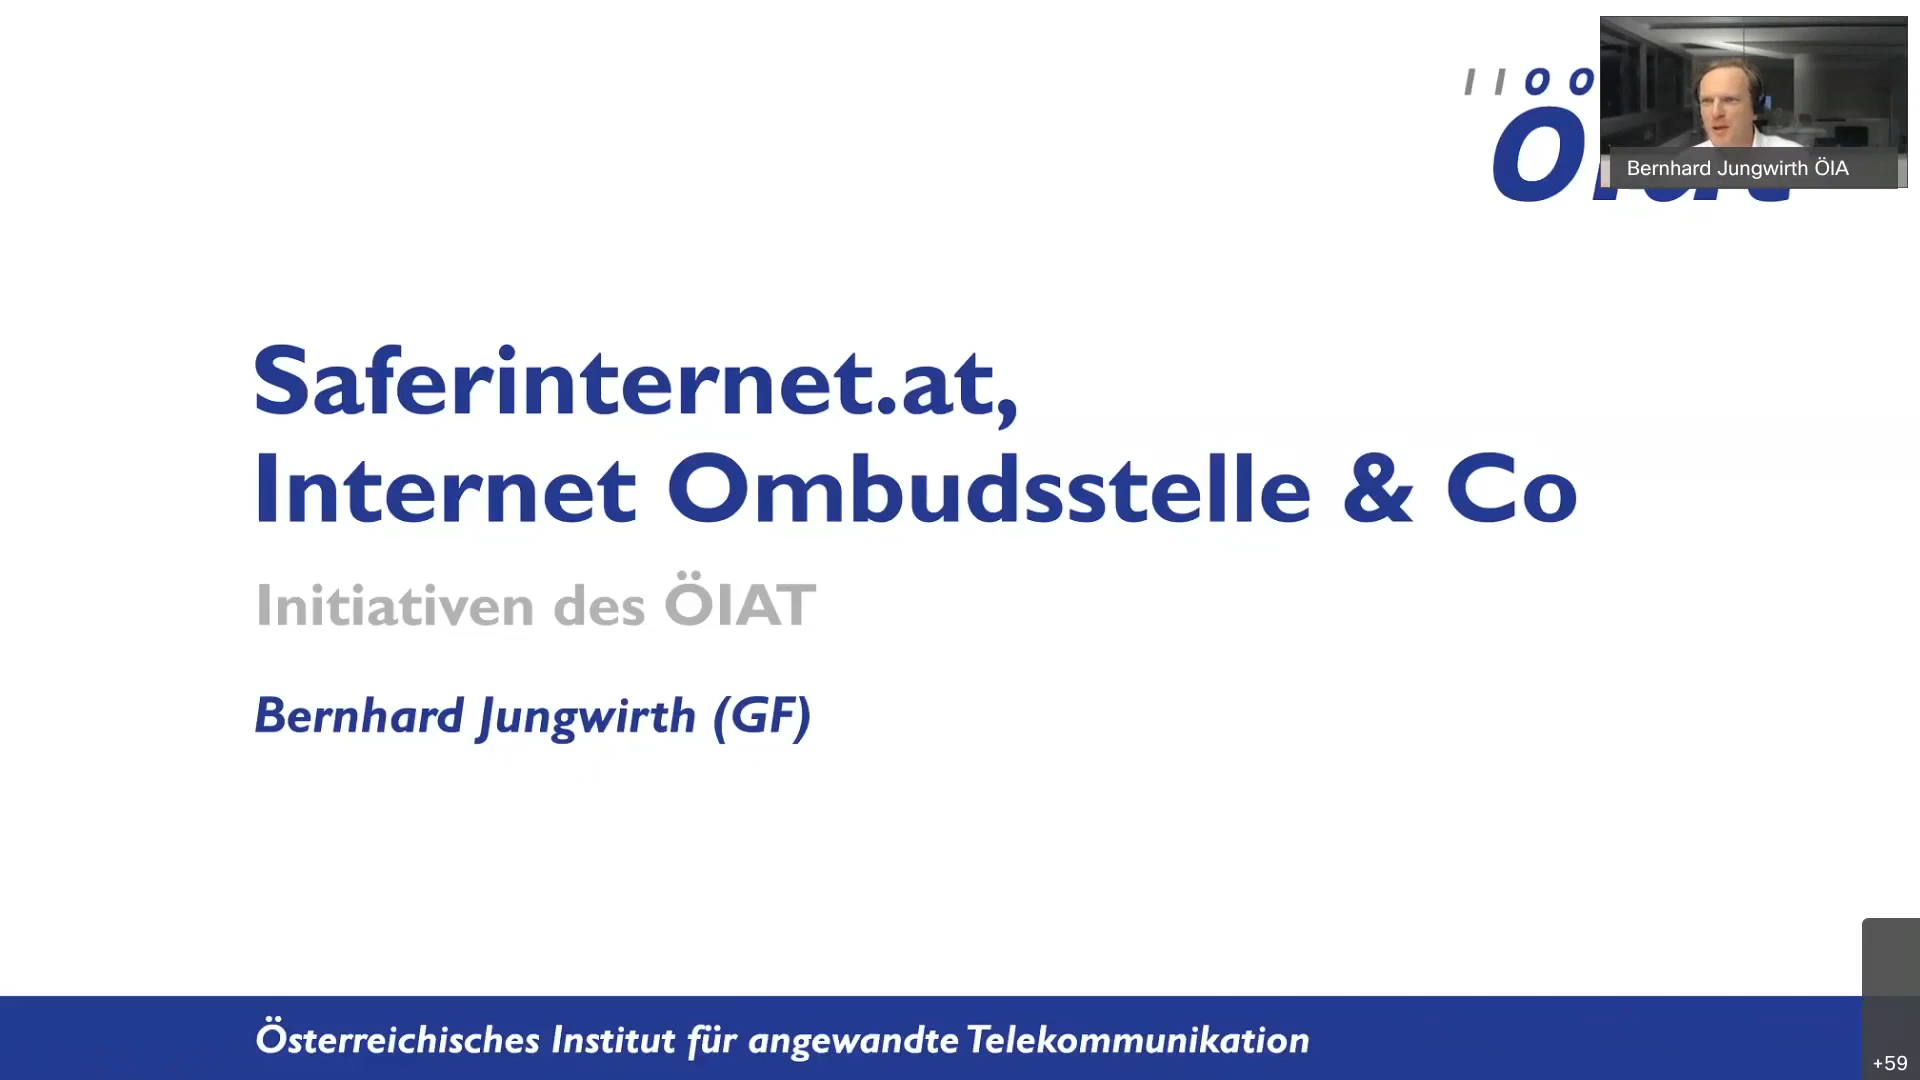 IIOO
Bernhard Jungwirth ÖIA
Saferinternet.at,
Internet Ombudsstelle & Co
Initiativen des ÖIAT
Bernhard Jungwirth (GF)
Österreichisches Institut für angewandte Telekommunikation
+59